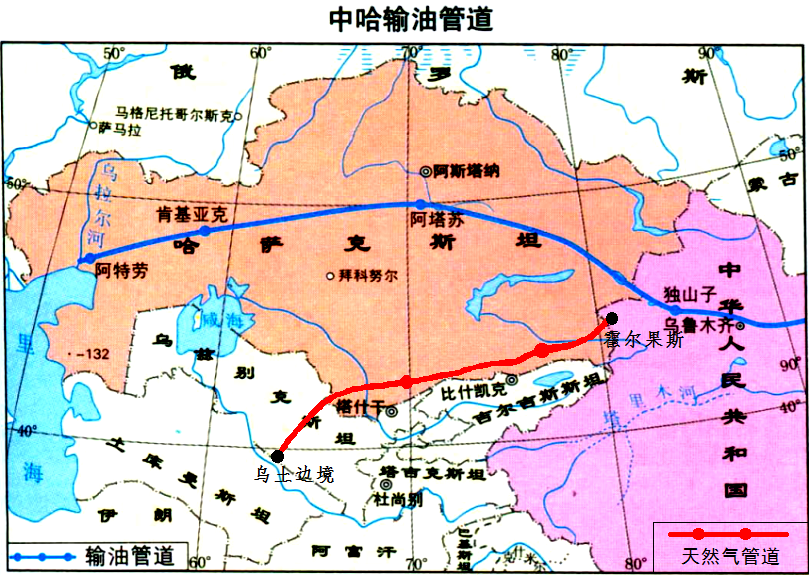 中哈输油管道
50°
60°
70°
80°
90°
俄
罗
斯
马格尼托哥尔斯克
萨马拉
50°
50°
蒙古
乌拉尔河
阿斯塔纳
肯基亚克
阿塔苏
哈
萨
克
斯
坦
阿特劳
拜科努尔
独山子
乌鲁木齐
中华人民共和国
霍尔果斯
咸海
里
海
-132
乌
兹
别
克
斯
坦
塔什干
比什凯克
吉尔吉斯斯坦
塔里木河
90°
40°
40°
土库曼斯坦
乌土边境
塔吉克斯坦
杜尚别
伊朗
阿富汗
巴基斯坦
60°
70°
80°
输油管道
天然气管道